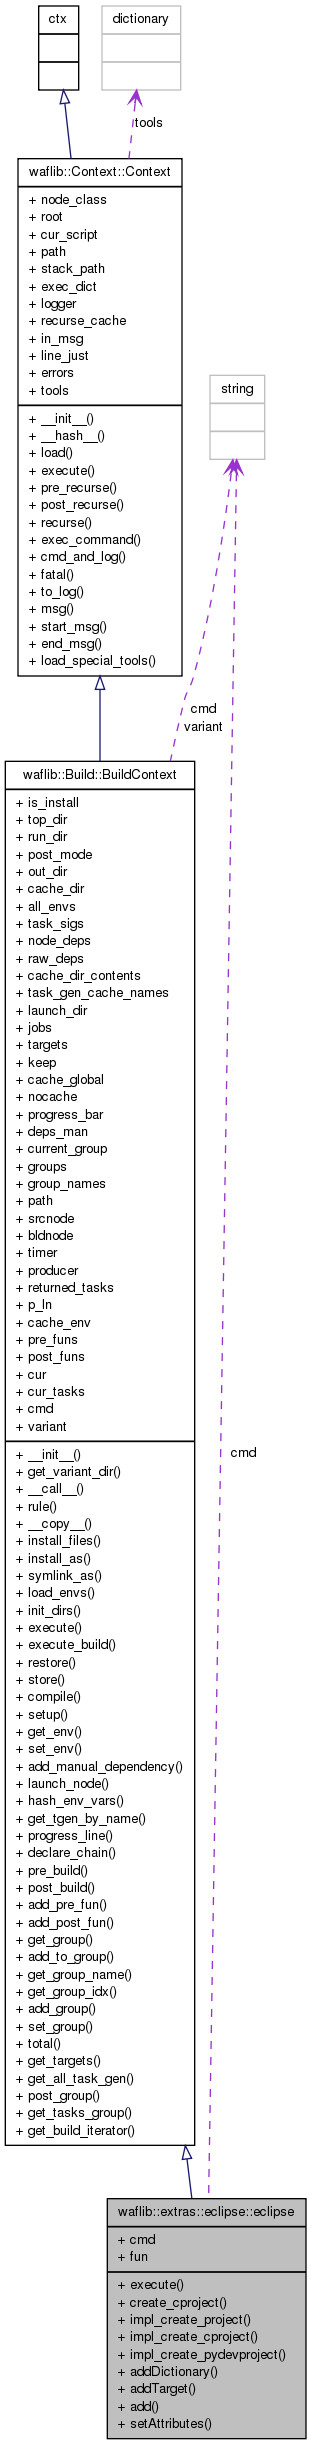 ctx
dictionary
tools
waflib::Context::Context
+ node_class
+ root
+ cur_script
+ path
+ stack_path
+ exec_dict
+ logger
+ recurse_cache
+ in_msg
+ line_just
+ errors
+ tools
+ __init__()
+ __hash__()
+ load()
+ execute()
+ pre_recurse()
+ post_recurse()
+ recurse()
+ exec_command()
+ cmd_and_log()
+ fatal()
+ to_log()
+ msg()
+ start_msg()
+ end_msg()
+ load_special_tools()
string
cmd
variant
waflib::Build::BuildContext
+ is_install
+ top_dir
+ run_dir
+ post_mode
+ out_dir
+ cache_dir
+ all_envs
+ task_sigs
+ node_deps
+ raw_deps
+ cache_dir_contents
+ task_gen_cache_names
+ launch_dir
+ jobs
+ targets
+ keep
+ cache_global
+ nocache
+ progress_bar
+ deps_man
+ current_group
+ groups
+ group_names
+ path
+ srcnode
+ bldnode
+ timer
+ producer
+ returned_tasks
+ p_ln
+ cache_env
+ pre_funs
+ post_funs
+ cur
+ cur_tasks
+ cmd
+ variant
+ __init__()
+ get_variant_dir()
+ __call__()
+ rule()
+ __copy__()
+ install_files()
+ install_as()
+ symlink_as()
+ load_envs()
+ init_dirs()
+ execute()
+ execute_build()
+ restore()
+ store()
+ compile()
+ setup()
+ get_env()
+ set_env()
+ add_manual_dependency()
+ launch_node()
+ hash_env_vars()
+ get_tgen_by_name()
+ progress_line()
+ declare_chain()
+ pre_build()
+ post_build()
+ add_pre_fun()
+ add_post_fun()
+ get_group()
+ add_to_group()
+ get_group_name()
+ get_group_idx()
+ add_group()
+ set_group()
+ total()
+ get_targets()
+ get_all_task_gen()
+ post_group()
+ get_tasks_group()
+ get_build_iterator()
cmd
waflib::extras::eclipse::eclipse
+ cmd
+ fun
+ execute()
+ create_cproject()
+ impl_create_project()
+ impl_create_cproject()
+ impl_create_pydevproject()
+ addDictionary()
+ addTarget()
+ add()
+ setAttributes()